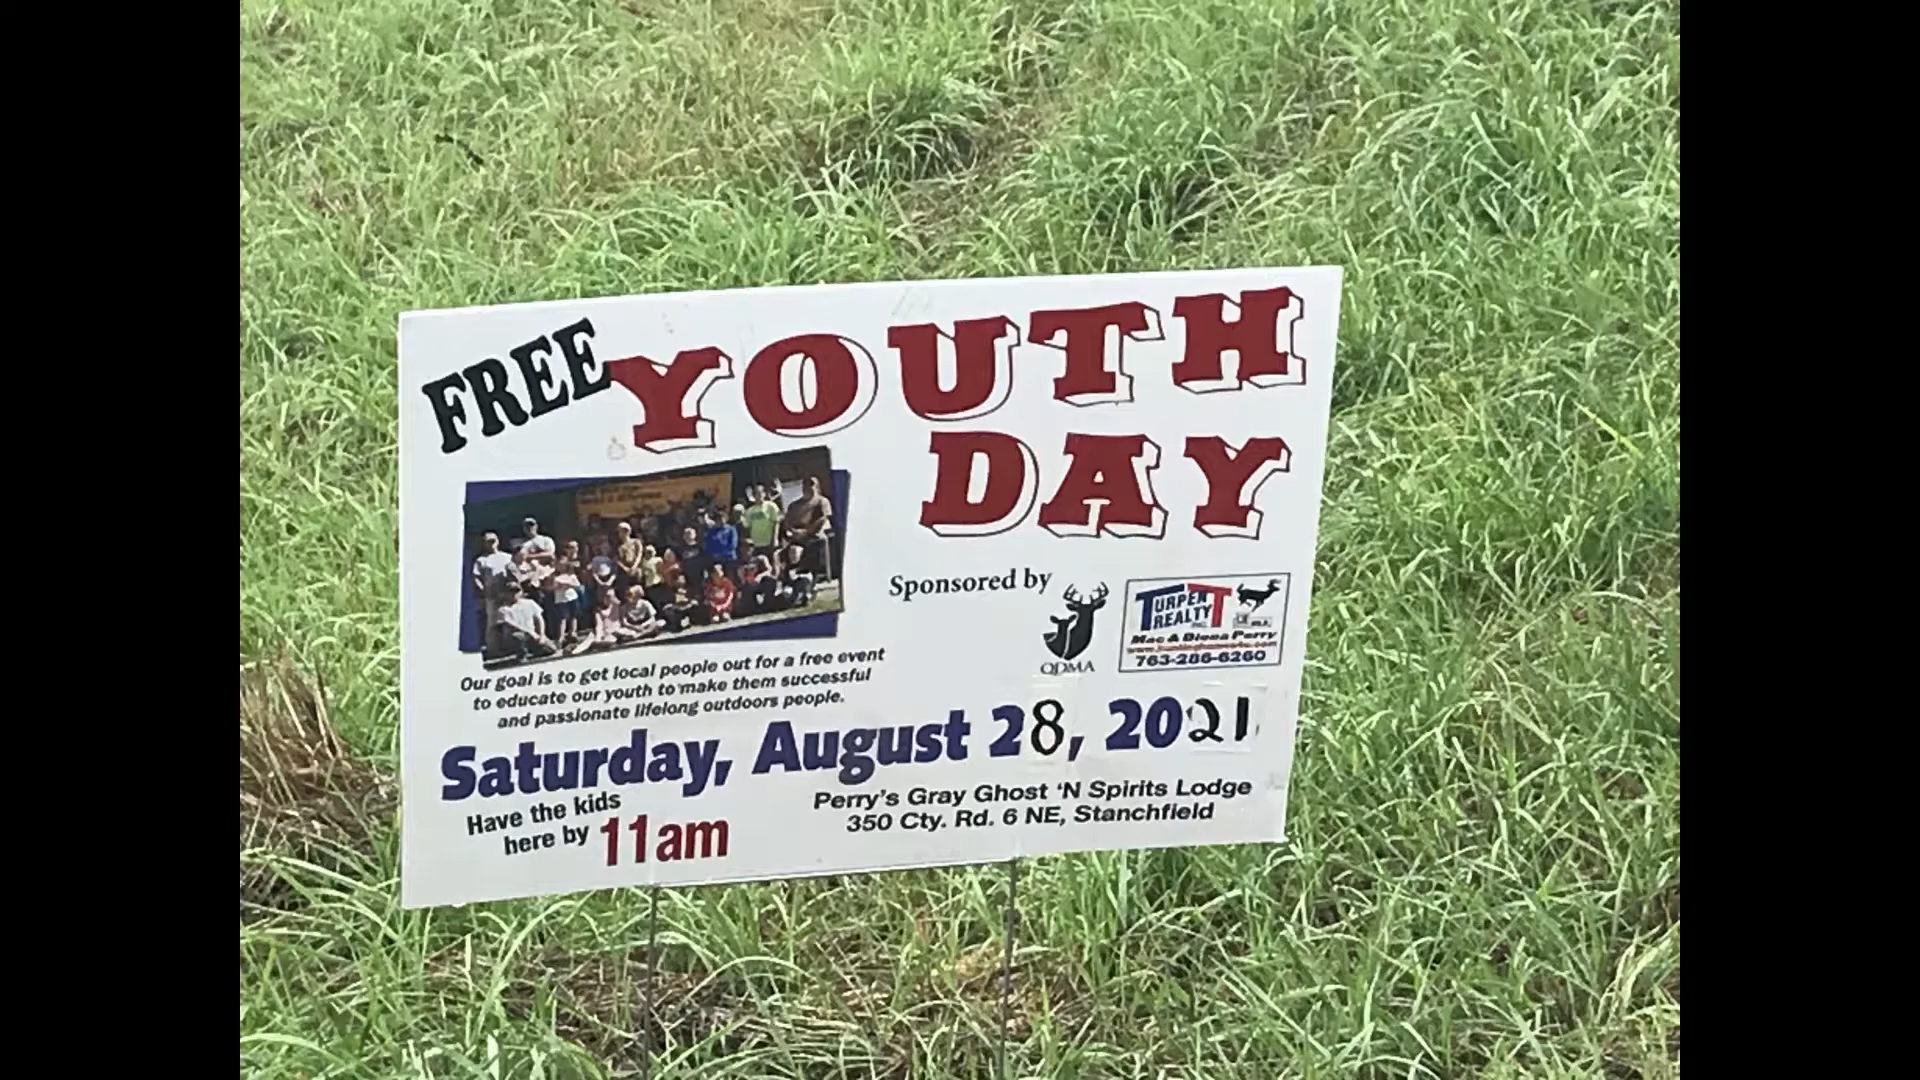 FREE YOUTH
DAY
Sponsored by
QDMA
TURPEN
REALTY
INC.
Mac & Diona Perry
763-286-6260
Our goal is to get local people out for a free event
to educate our youth to make them successful
and passionate lifelong outdoors people.
Saturday, August 28, 2021
Have the kids
here by 11am
Perry's Gray Ghost 'N Spirits Lodge
350 Cty. Rd. 6 NE, Stanchfield